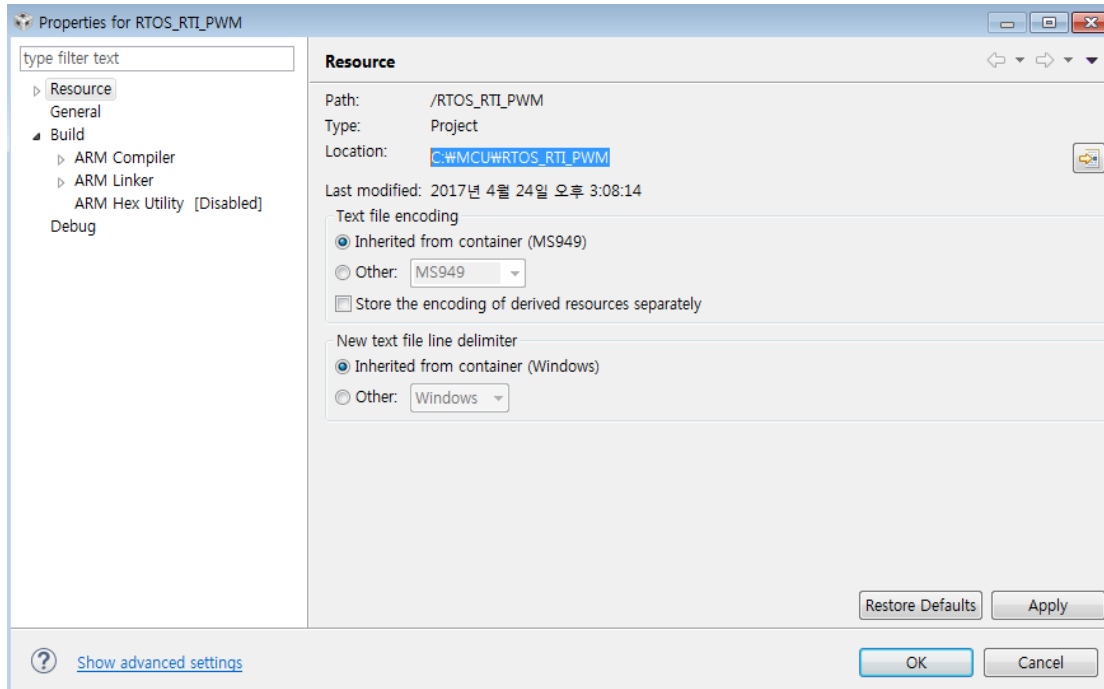 Properties for RTOS_RTI_PWM
type filter text
Resource
General
Build
ARM Compiler
ARM Linker
ARM Hex Utility [Disabled]
Debug
Resource
Path: /RTOS_RTI_PWM
Type: Project
Location: C:₩MCU₩RTOS_RTI_PWM
Last modified: 2017년 4월 24일 오후 3:08:14
Text file encoding
Inherited from container (MS949)
Other: MS949
Store the encoding of derived resources separately
New text file line delimiter
Inherited from container (Windows)
Other: Windows
Restore Defaults Apply
? Show advanced settings OK Cancel